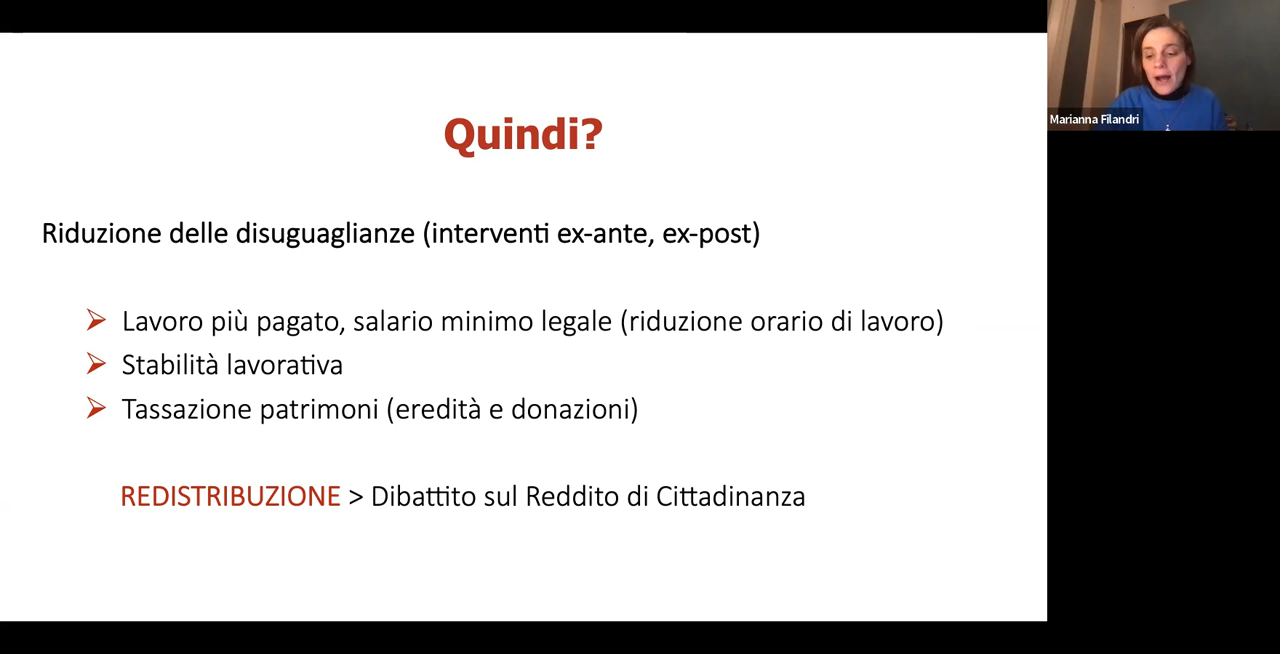 Quindi?
Riduzione delle disuguaglianze (interventi ex-ante, ex-post)
Lavoro più pagato, salario minimo legale (riduzione orario di lavoro)
Stabilità lavorativa
Tassazione patrimoni (eredità e donazioni)
REDISTRIBUZIONE > Dibattito sul Reddito di Cittadinanza
Marianna Filandri